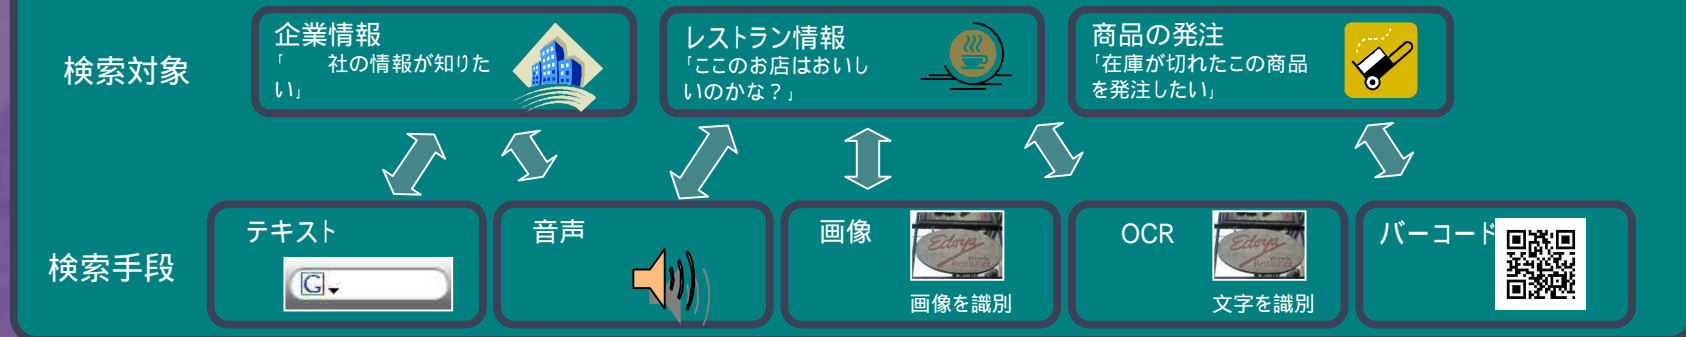 検索対象
企業情報
「　　社の情報が知りた
い」
レストラン情報
「ここのお店はおいし
いのかな？」
商品の発注
「在庫が切れたこの商品
を発注したい」
検索手段
テキスト
G
音声
画像
Edoya
Restaurant
画像を識別
OCR
Edoya
Restaurant
文字を識別
バーコード